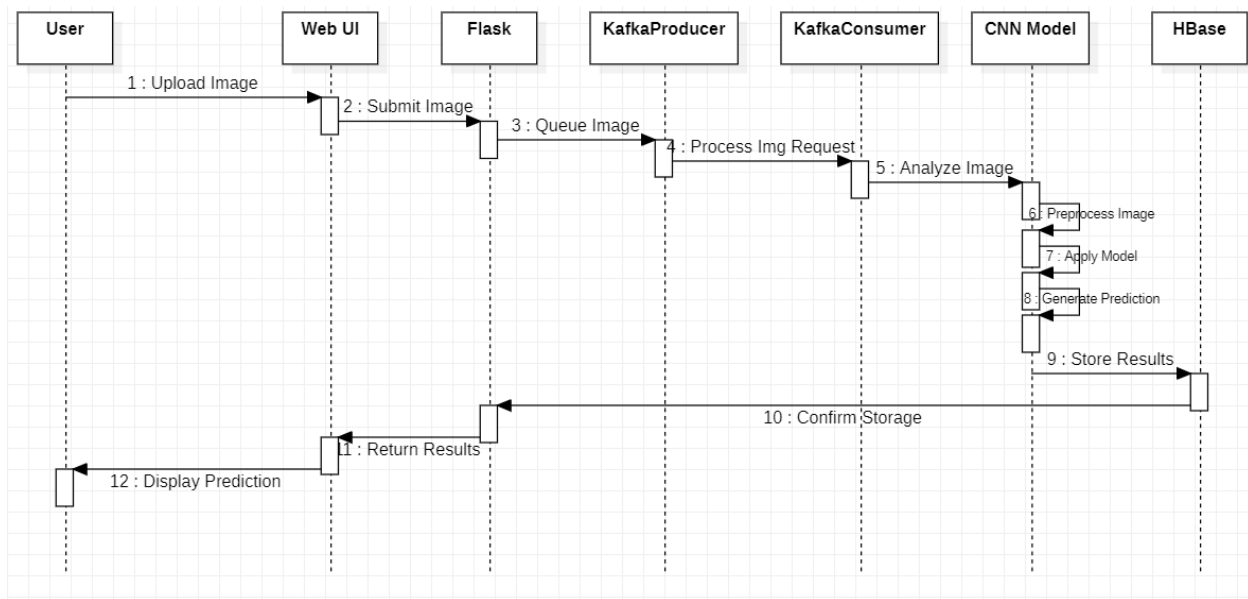 User
Web UI
Flask
KafkaProducer
KafkaConsumer
CNN Model
HBase
1 : Upload Image
2 : Submit Image
3 : Queue Image
4 : Process Img Request
5 : Analyze Image
6 : Preprocess Image
7 : Apply Model
8 : Generate Prediction
9 : Store Results
10 : Confirm Storage
11 : Return Results
12 : Display Prediction